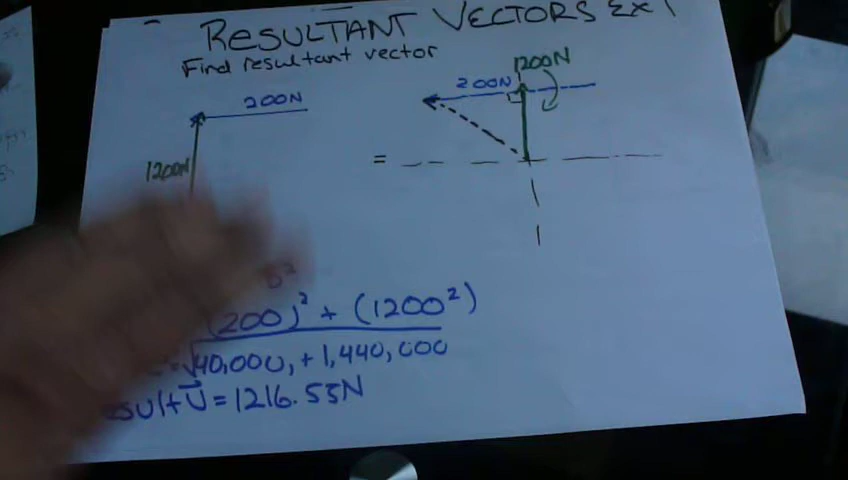 RESULTANT VECTORS Ex 1
Find resultant vector
200N
1200N
1200N
200N
=
(200)² + (1200²)
√40,000, + 1,440,000
= 1216.55N